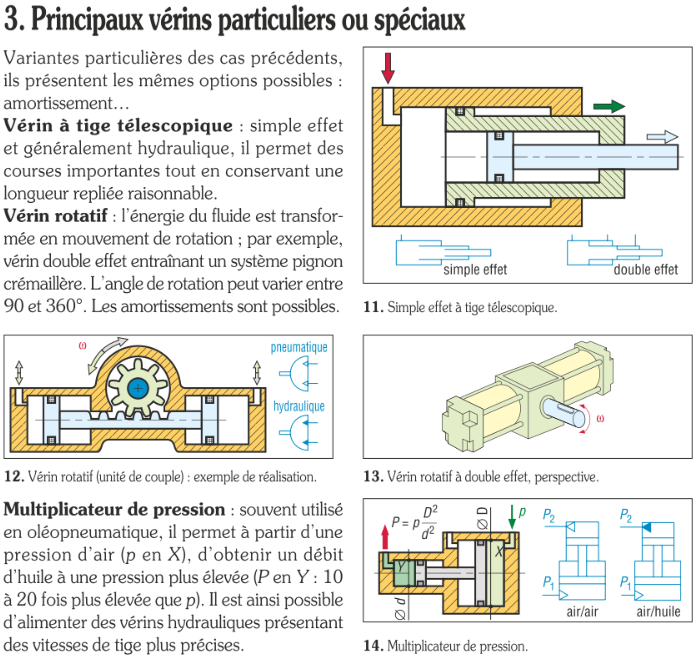 3. Principaux vérins particuliers ou spéciaux
Variantes particulières des cas précédents,
ils présentent les mêmes options possibles :
amortissement…
Vérin à tige télescopique : simple effet
et généralement hydraulique, il permet des
courses importantes tout en conservant une
longueur repliée raisonnable.
Vérin rotatif : l'énergie du fluide est transfor-
mée en mouvement de rotation ; par exemple,
vérin double effet entraînant un système pignon
crémaillère. L'angle de rotation peut varier entre
90 et 360°. Les amortissements sont possibles.
simple effet
double effet
11. Simple effet à tige télescopique.
ω
pneumatique
hydraulique
12. Vérin rotatif (unité de couple) : exemple de réalisation.
ω
13. Vérin rotatif à double effet, perspective.
Multiplicateur de pression : souvent utilisé
en oléopneumatique, il permet à partir d'une
pression d'air (p en X), d'obtenir un débit
d'huile à une pression plus élevée (P en Y : 10
à 20 fois plus élevée que p). Il est ainsi possible
d'alimenter des vérins hydrauliques présentant
des vitesses de tige plus précises.
P = p D²/d²
Ø D
p
X
Y
Ø d
P₂
P₁
air/air
P₂
P₁
air/huile
14. Multiplicateur de pression.